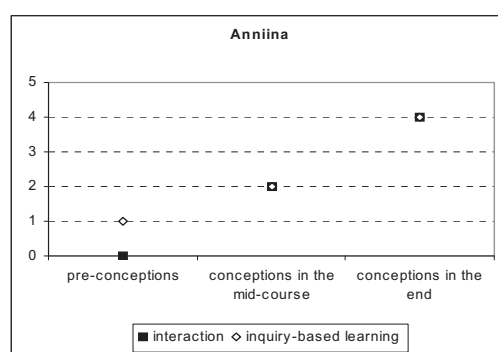 Anniina
5
4
3
2
1
0
pre-conceptions
conceptions in the
mid-course
conceptions in the
end
interaction
inquiry-based learning